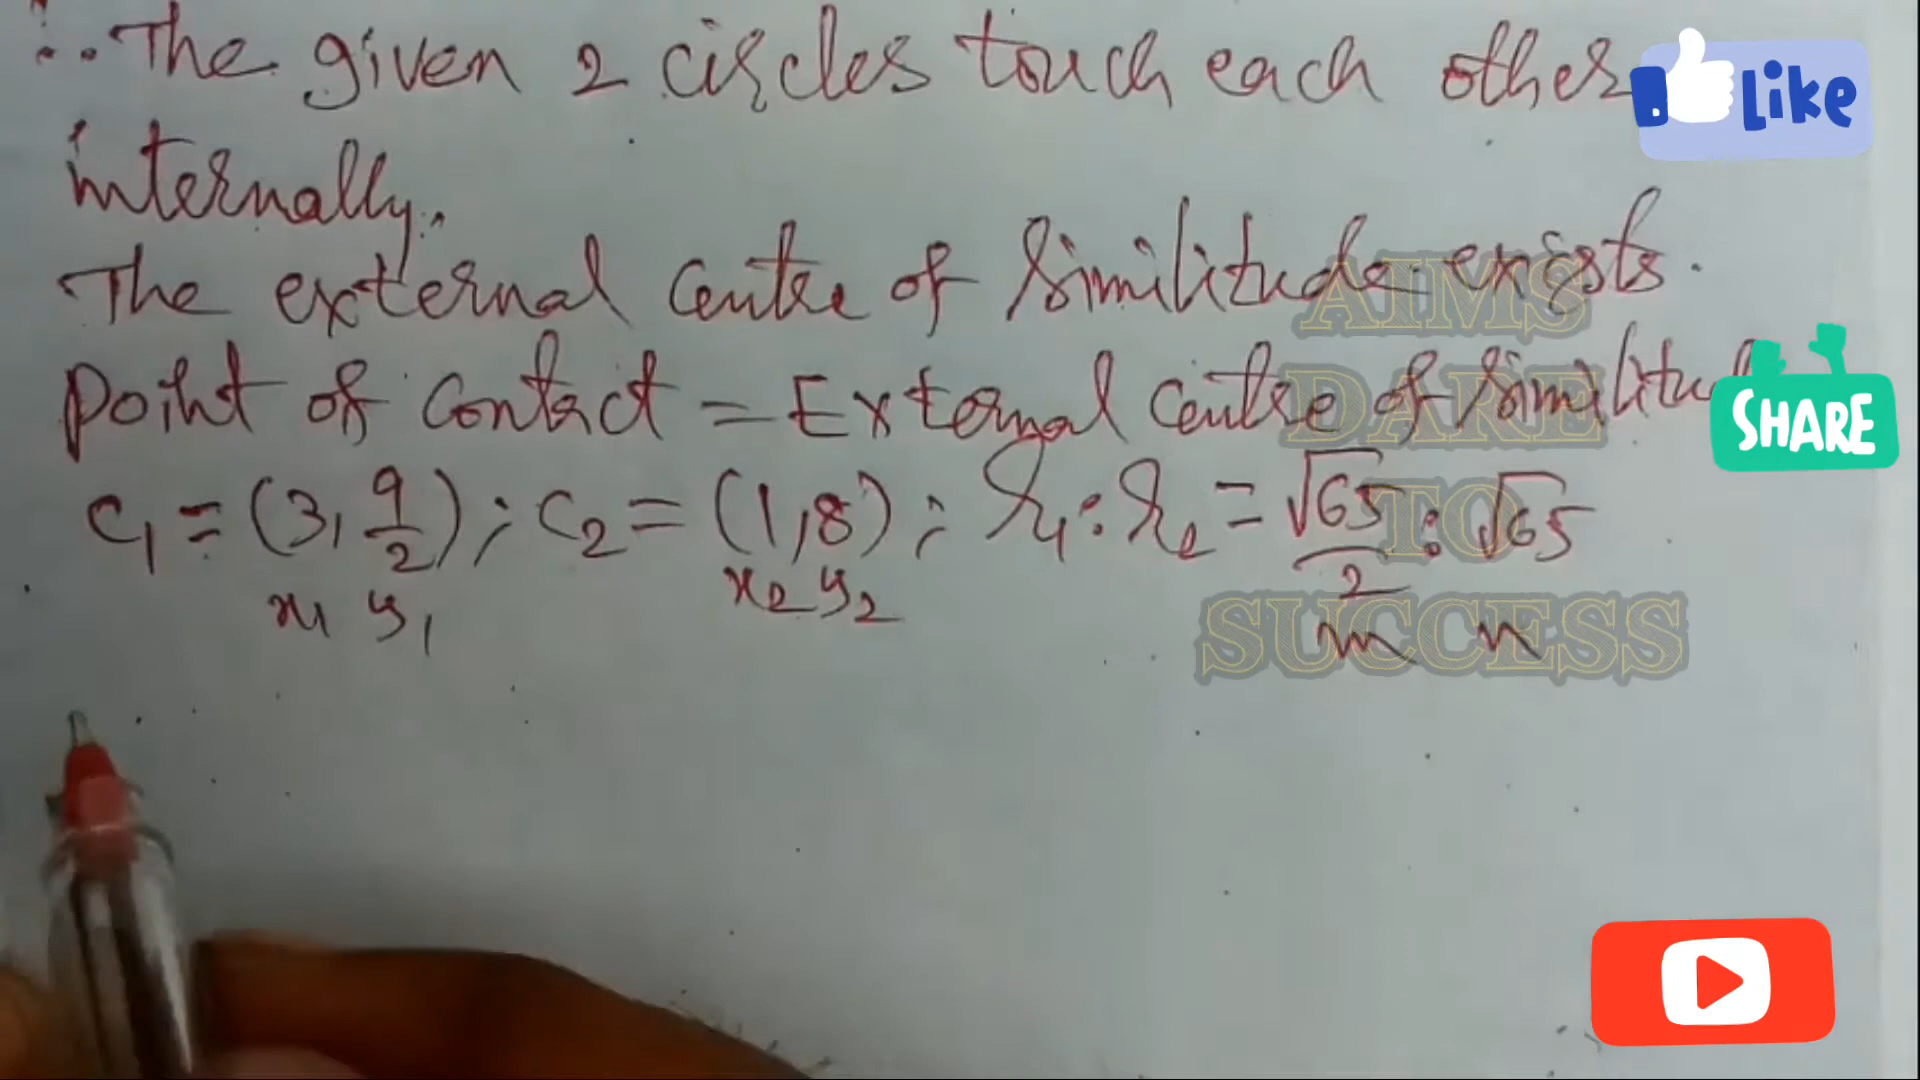 ∴ The given 2 circles touch each other
internally.
The external centre of similitude exists.
point of contact = External centre of similitud
C₁ = (3, 9/2) ; C₂ = (1, 8) ; r₁ : r₂ = √65/2 : √65
x₁ y₁ x₂ y₂ m n
Like
SHARE
AIMS
DARE
TO
SUCCESS